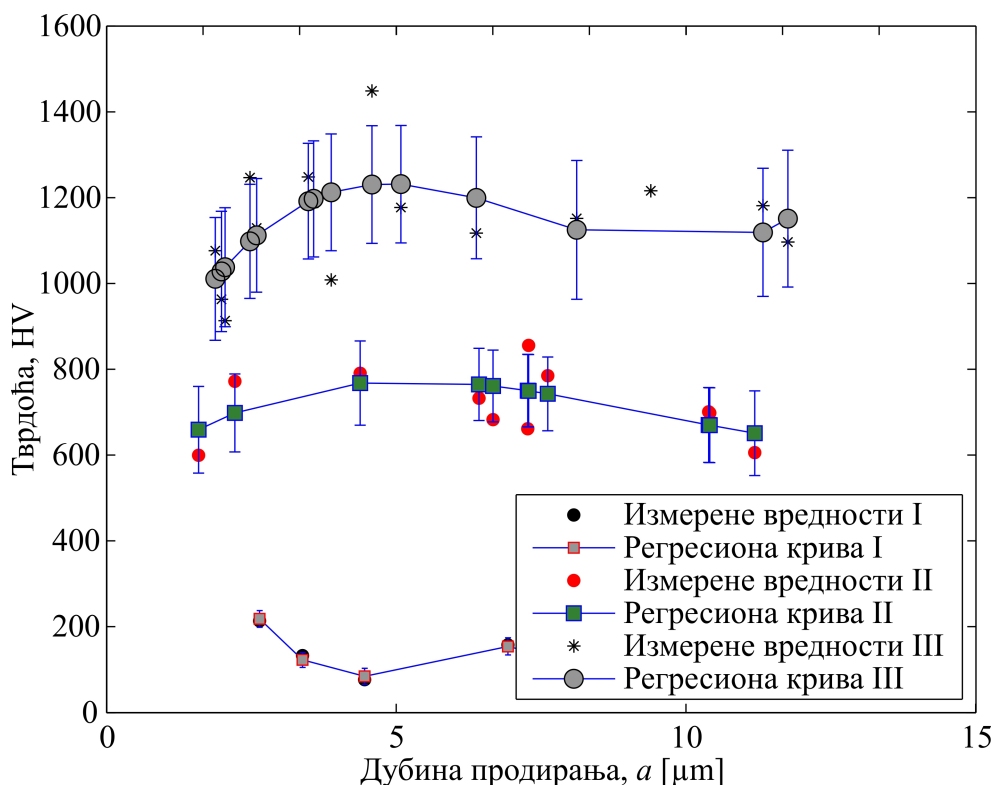 1600
1400
1200
1000
800
600
400
200
0
Тврдоћа, HV
Измерене вредности I
Регресиона крива I
Измерене вредности II
Регресиона крива II
Измерене вредности III
Регресиона крива III
0 5 10 15
Дубина продирања, a [µm]